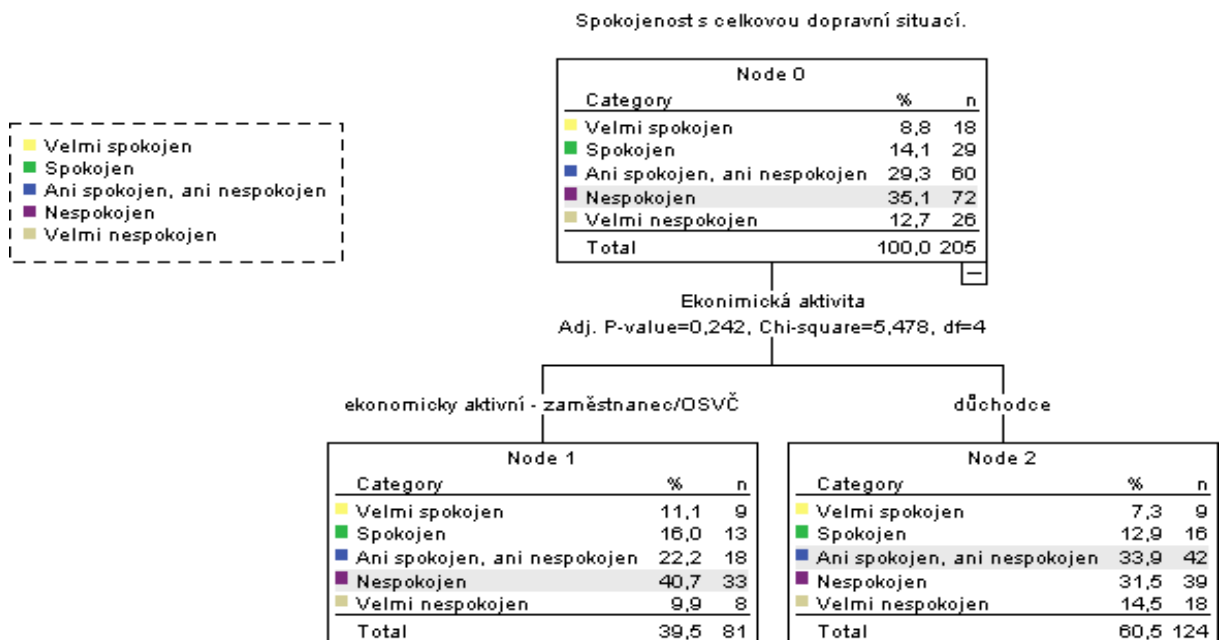 Spokojenost s celkovou dopravní situací.
Velmi spokojen
Spokojen
Ani spokojen, ani nespokojen
Nespokojen
Velmi nespokojen
Node 0
Category % n
Velmi spokojen 8,8 18
Spokojen 14,1 29
Ani spokojen, ani nespokojen 29,3 60
Nespokojen 35,1 72
Velmi nespokojen 12,7 26
Total 100,0 205
Ekonimická aktivita
Adj. P-value=0,242, Chi-square=5,478, df=4
ekonomicky aktivní - zaměstnanec/OSVČ
důchodce
Node 1
Category % n
Velmi spokojen 11,1 9
Spokojen 16,0 13
Ani spokojen, ani nespokojen 22,2 18
Nespokojen 40,7 33
Velmi nespokojen 9,9 8
Total 39,5 81
Node 2
Category % n
Velmi spokojen 7,3 9
Spokojen 12,9 16
Ani spokojen, ani nespokojen 33,9 42
Nespokojen 31,5 39
Velmi nespokojen 14,5 18
Total 60,5 124